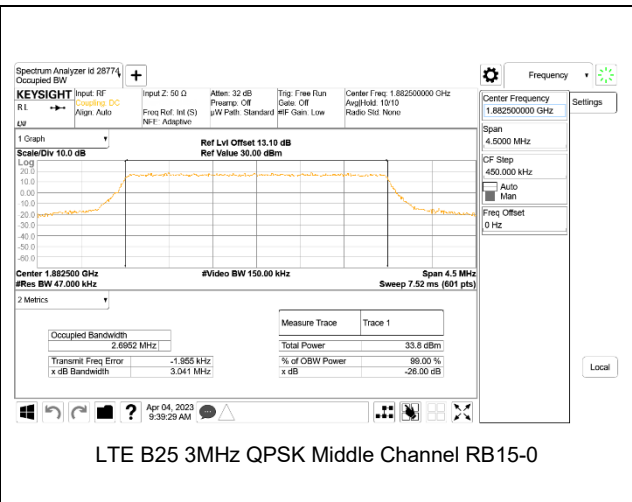 Spectrum Analyzer id 28774
Occupied BW
+
Frequency
KEYSIGHT Input: RF Input Z: 50 Ω Atten: 32 dB Trig: Free Run Center Freq: 1.882500000 GHz
RL Coupling: DC Preamp: Off Gate: Off Avg|Hold: 10/10
Align: Auto Freq Ref: Int (S) µW Path: Standard #IF Gain: Low Radio Std: None
NFE: Adaptive
Center Frequency
1.882500000 GHz
Settings
Span
4.5000 MHz
CF Step
450.000 kHz
Auto
Man
Freq Offset
0 Hz
1 Graph
Ref Lvl Offset 13.10 dB
Scale/Div 10.0 dB Ref Value 30.00 dBm
Log
20.0
10.0
0.00
-10.0
-20.0
-30.0
-40.0
-50.0
-60.0
Center 1.882500 GHz #Video BW 150.00 kHz Span 4.5 MHz
#Res BW 47.000 kHz Sweep 7.52 ms (601 pts)
2 Metrics
Measure Trace Trace 1
Occupied Bandwidth
2.6952 MHz Total Power 33.8 dBm
Transmit Freq Error -1.955 kHz % of OBW Power 99.00 %
x dB Bandwidth 3.041 MHz x dB -26.00 dB
Local
? Apr 04, 2023
9:39:29 AM
LTE B25 3MHz QPSK Middle Channel RB15-0